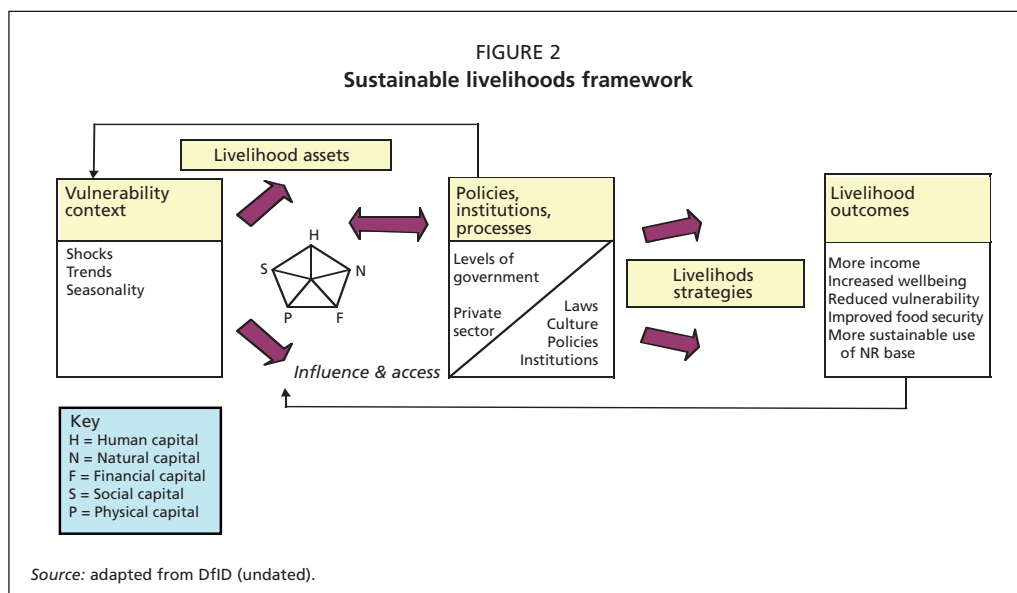 FIGURE 2
Sustainable livelihoods framework
Livelihood assets
Vulnerability
context
Shocks
Trends
Seasonality
H
S
N
P
F
Influence & access
Policies,
institutions,
processes
Levels of
government
Private
sector
Laws
Culture
Policies
Institutions
Livelihods
strategies
Livelihood
outcomes
More income
Increased wellbeing
Reduced vulnerability
Improved food security
More sustainable use
of NR base
Key
H = Human capital
N = Natural capital
F = Financial capital
S = Social capital
P = Physical capital
Source: adapted from DfID (undated).